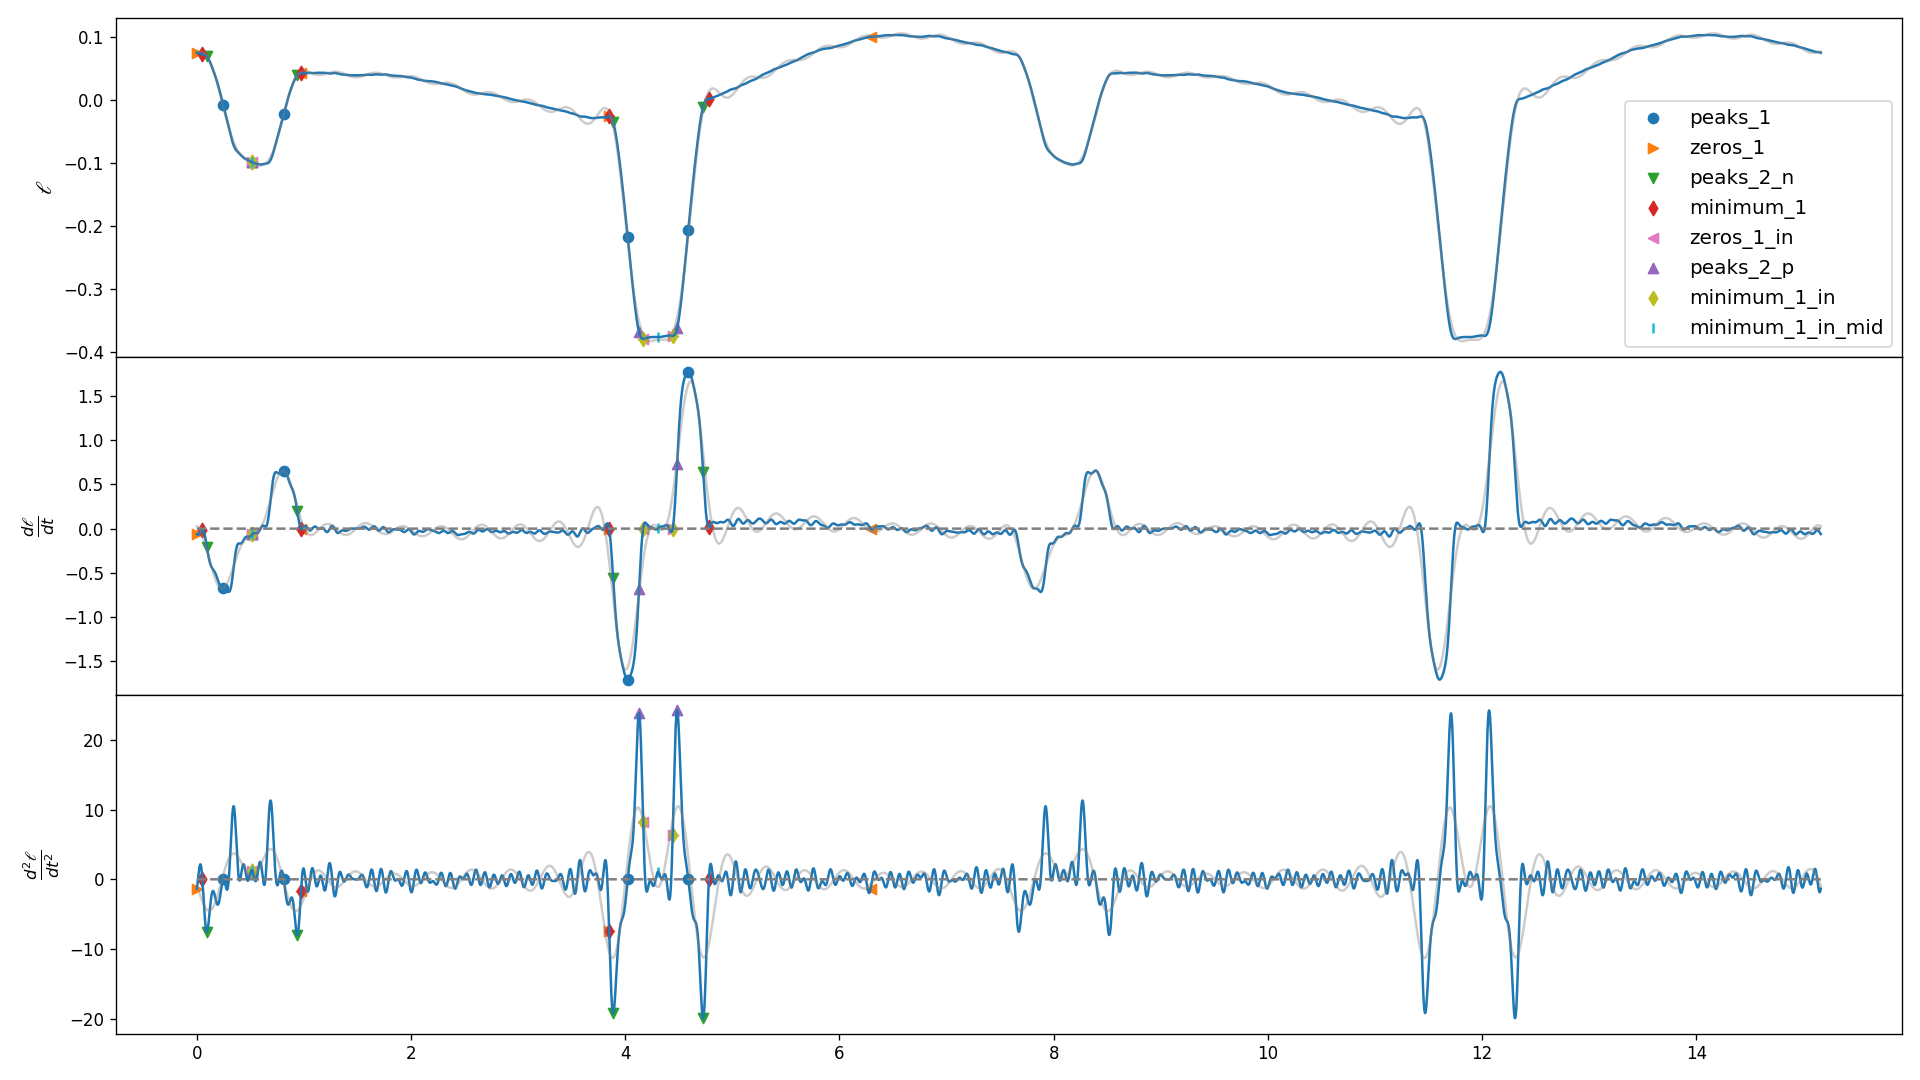 0.1
0.0
−0.1
−0.2
−0.3
−0.4
ℓ
peaks_1
zeros_1
peaks_2_n
minimum_1
zeros_1_in
peaks_2_p
minimum_1_in
minimum_1_in_mid
1.5
1.0
0.5
0.0
−0.5
−1.0
−1.5
dℓ
dt
20
10
0
−10
−20
d²ℓ
dt²
0 2 4 6 8 10 12 14